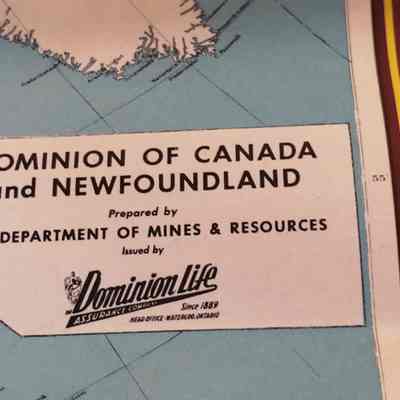 OMINION OF CANADA
and NEWFOUNDLAND
Prepared by
DEPARTMENT OF MINES & RESOURCES
Issued by
Dominion Life
ASSURANCE COMPANY
Since 1889
HEAD OFFICE - WATERLOO, ONTARIO
55